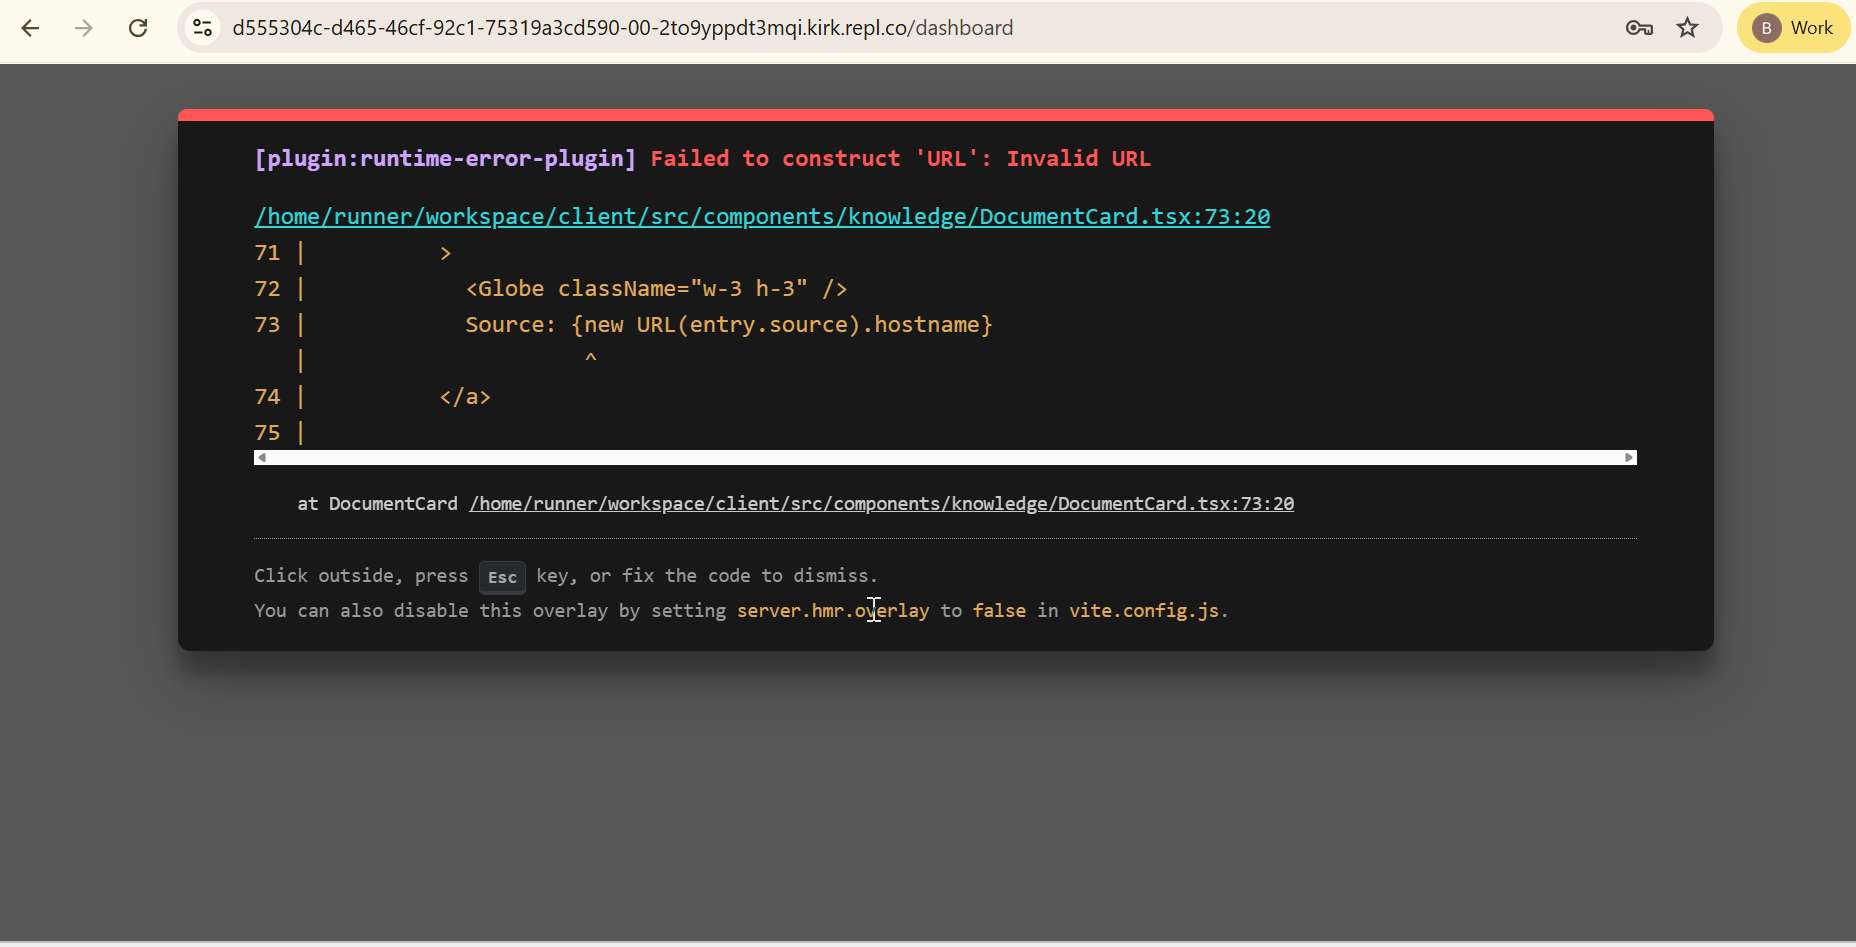 d555304c-d465-46cf-92c1-75319a3cd590-00-2to9yppdt3mqi.kirk.repl.co/dashboard
B Work
[plugin:runtime-error-plugin] Failed to construct 'URL': Invalid URL
/home/runner/workspace/client/src/components/knowledge/DocumentCard.tsx:73:20
71 |          >
72 |            <Globe className="w-3 h-3" />
73 |            Source: {new URL(entry.source).hostname}
   |                     ^
74 |          </a>
75 |
at DocumentCard /home/runner/workspace/client/src/components/knowledge/DocumentCard.tsx:73:20
Click outside, press Esc key, or fix the code to dismiss.
You can also disable this overlay by setting server.hmr.overlay to false in vite.config.js.